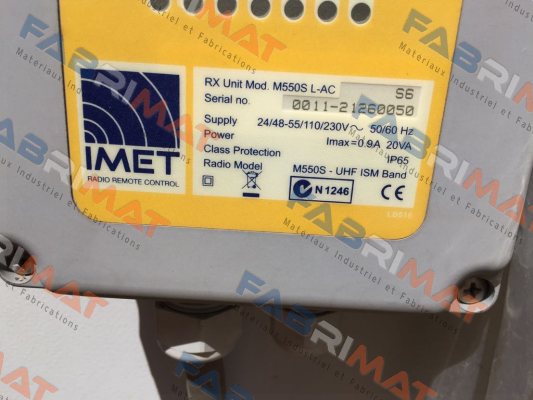 RX Unit Mod. M550S L-AC S6
Serial no. 0011-21260050
Supply 24/48-55/110/230V~ 50/60 Hz
Power Imax=0.9A 20VA
Class Protection IP65
Radio Model M550S - UHF ISM Band
IMET
RADIO REMOTE CONTROL
N 1246
CE
FABRIMAT
Matériaux Industriel et Fabrications